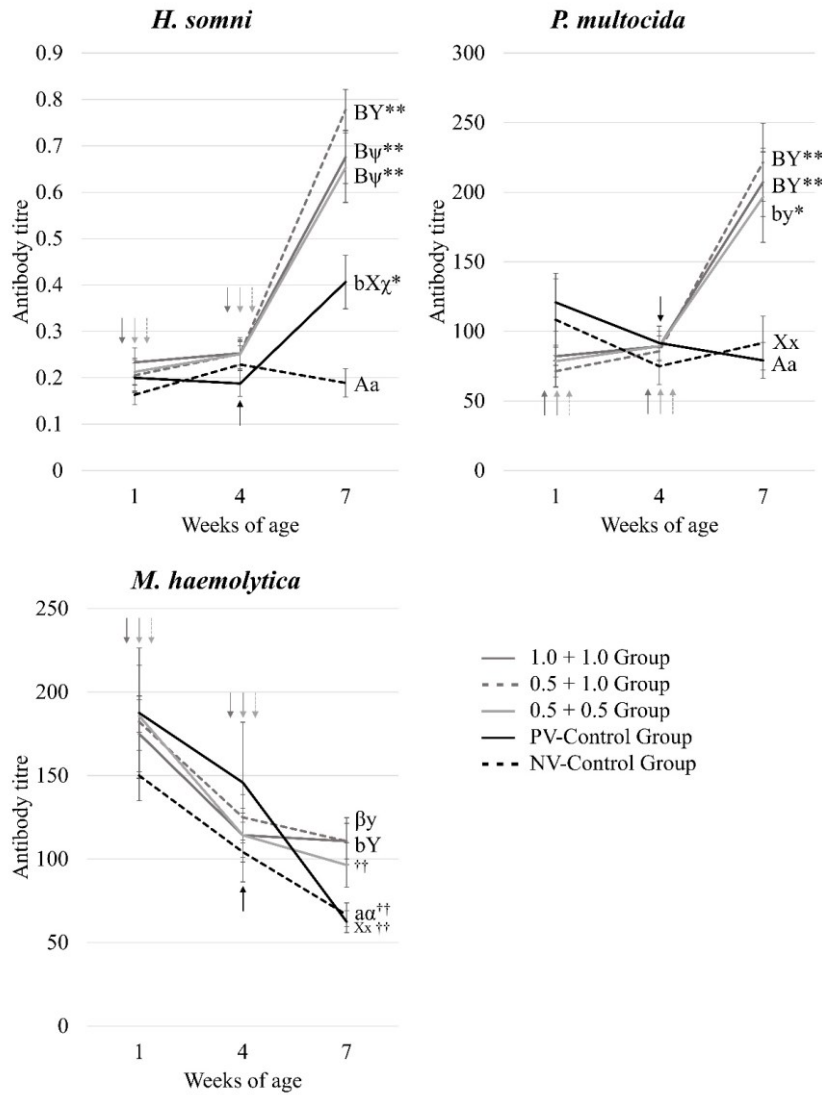 H. somni
0.9
0.8
0.7
0.6
0.5
0.4
0.3
0.2
0.1
0
Antibody titre
BY**
Bψ**
Bψ**
bXχ*
Aa
1 4 7
Weeks of age
P. multocida
300
250
200
150
100
50
0
Antibody titre
BY**
BY**
by*
Xx
Aa
1 4 7
Weeks of age
M. haemolytica
250
200
150
100
50
0
Antibody titre
βy
bY
††
aα††
Xx ††
1 4 7
Weeks of age
1.0 + 1.0 Group
0.5 + 1.0 Group
0.5 + 0.5 Group
PV-Control Group
NV-Control Group